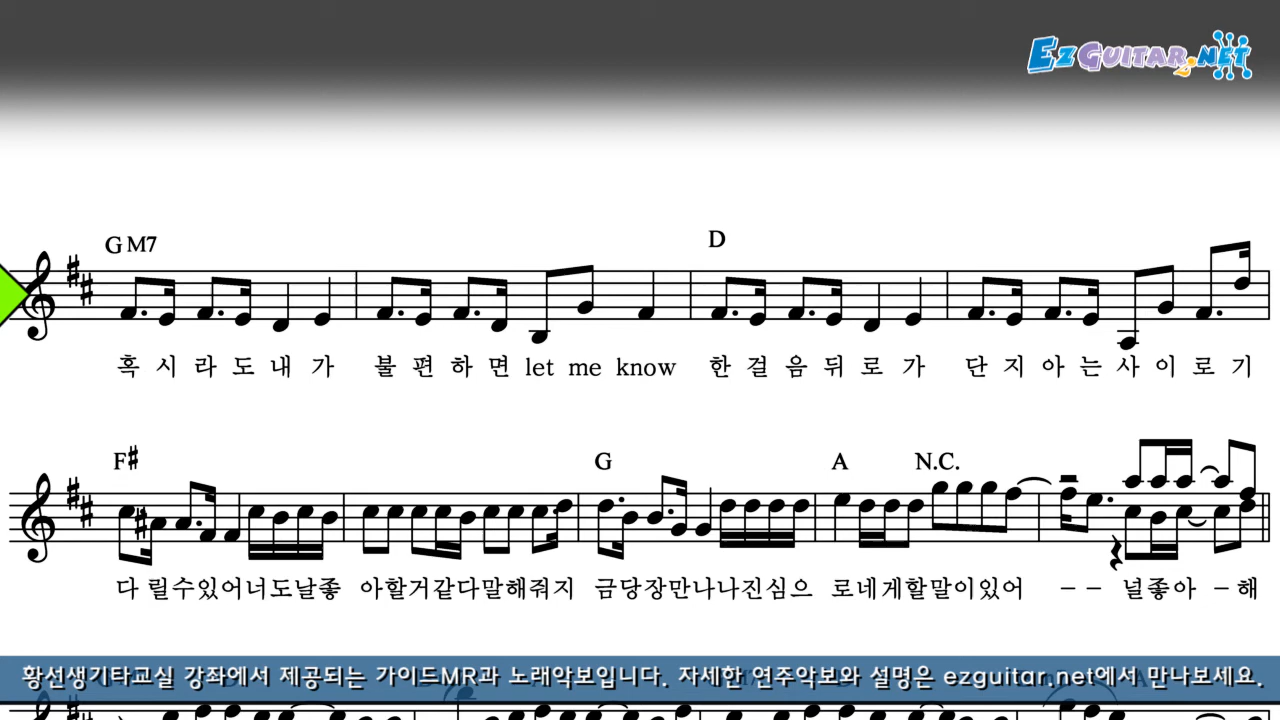 EzGuitar.net
GM7 D
혹 시 라 도 내 가 불 편 하 면 let me know 한 걸 음 뒤 로 가 단 지 아 는 사 이 로 기
F# G A N.C.
다 릴수있어너도날좋 아할거같다말해줘지 금당장만나나진심으 로네게할말이있어 -- 널좋아 -해
황선생기타교실 강좌에서 제공되는 가이드MR과 노래악보입니다. 자세한 연주악보와 설명은 ezguitar.net에서 만나보세요.